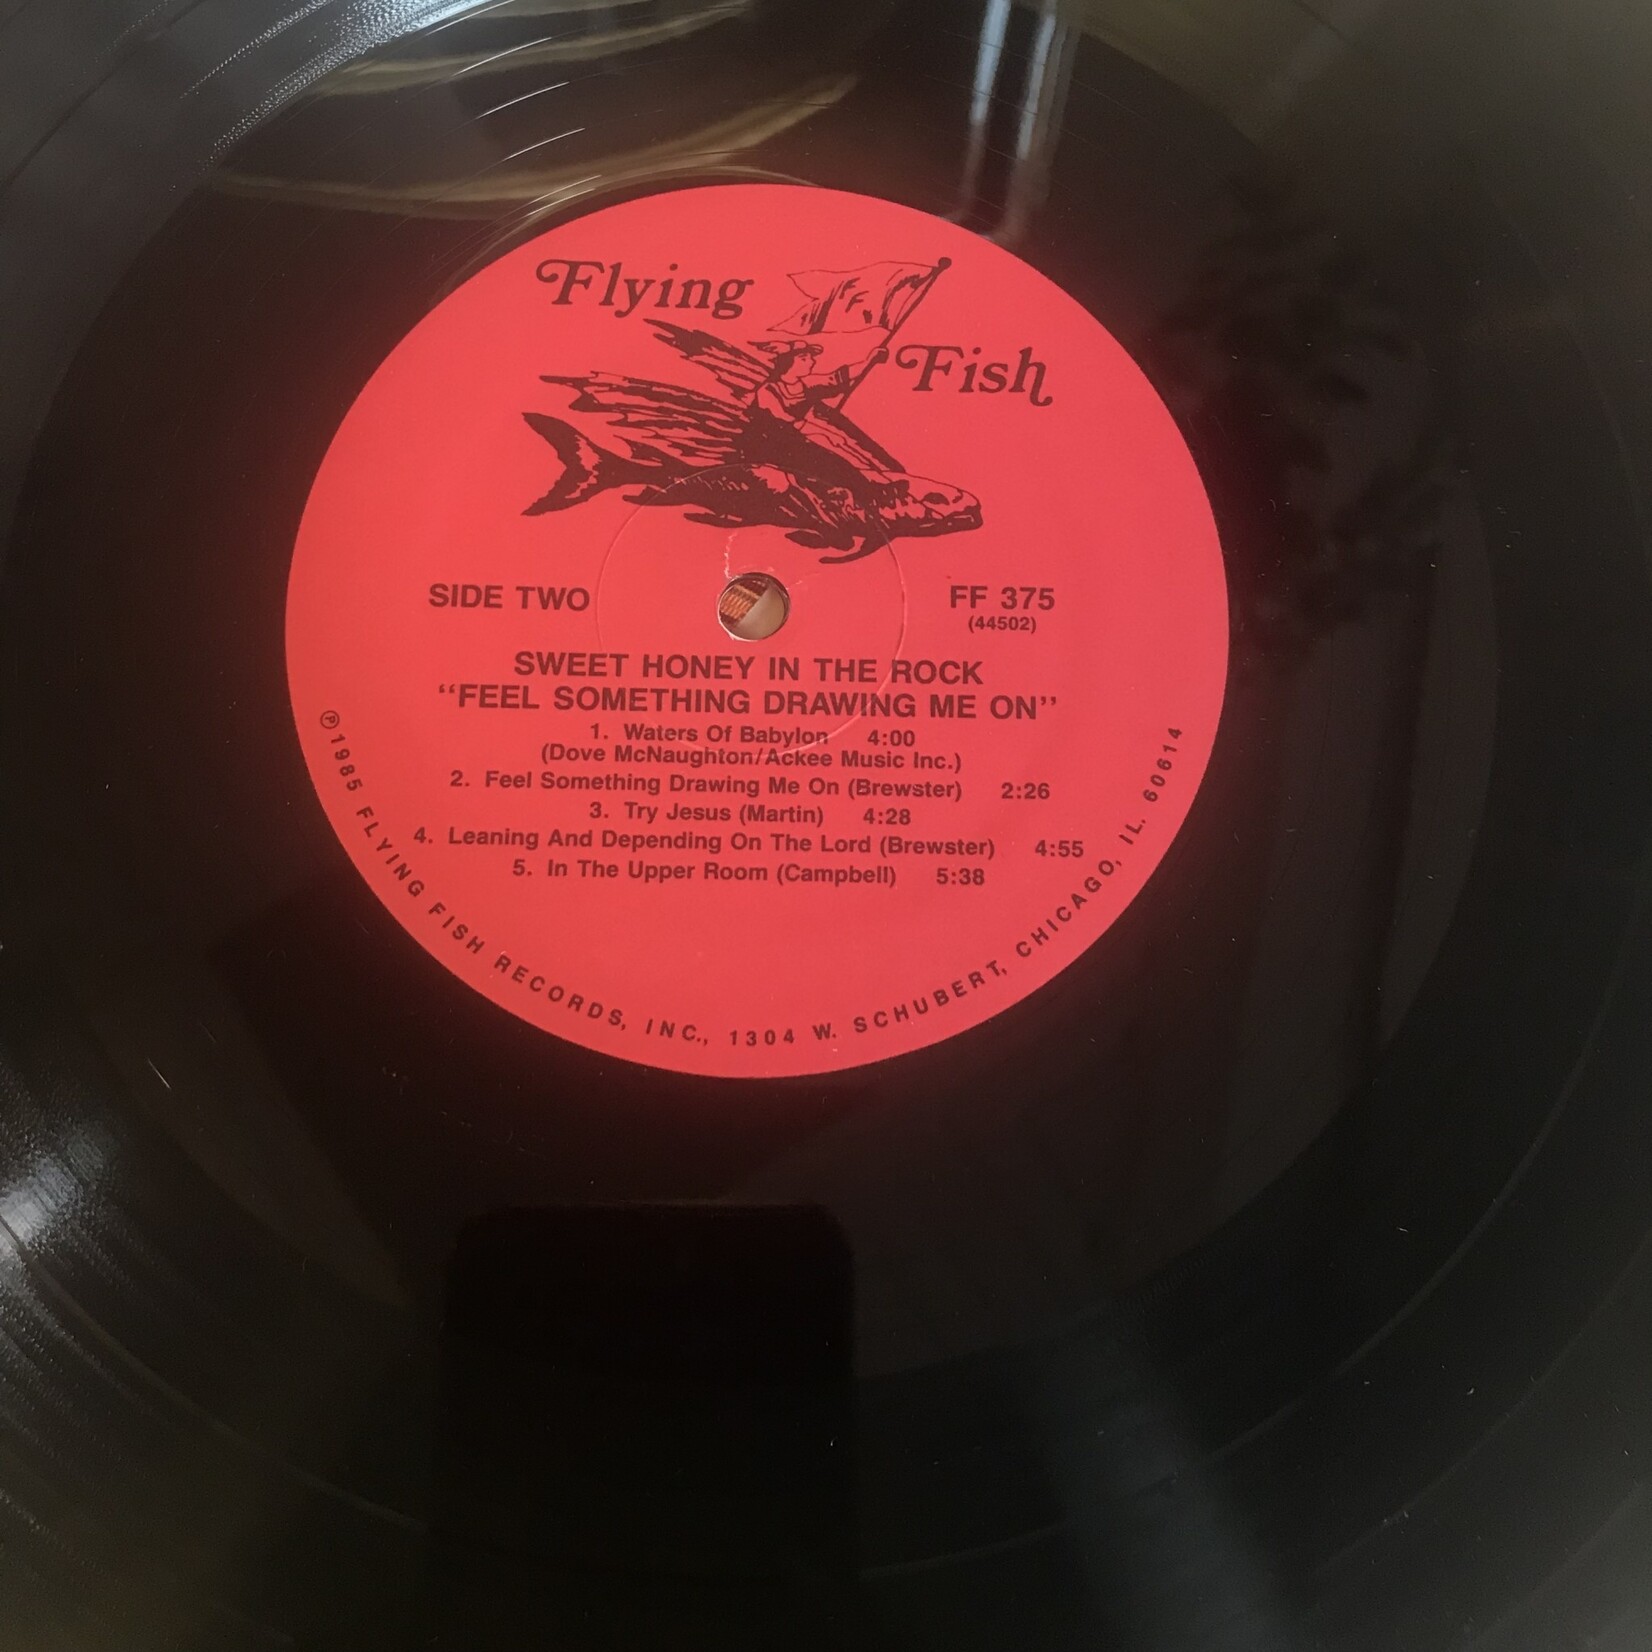 Flying
Fish
SIDE TWO
FF 375
(44502)
SWEET HONEY IN THE ROCK
“FEEL SOMETHING DRAWING ME ON”
1. Waters Of Babylon 4:00
(Dove McNaughton/Ackee Music Inc.)
2. Feel Something Drawing Me On (Brewster) 2:26
3. Try Jesus (Martin) 4:28
4. Leaning And Depending On The Lord (Brewster) 4:55
5. In The Upper Room (Campbell) 5:38
℗1985 FLYING FISH RECORDS, INC., 1304 W. SCHUBERT, CHICAGO, IL. 60614